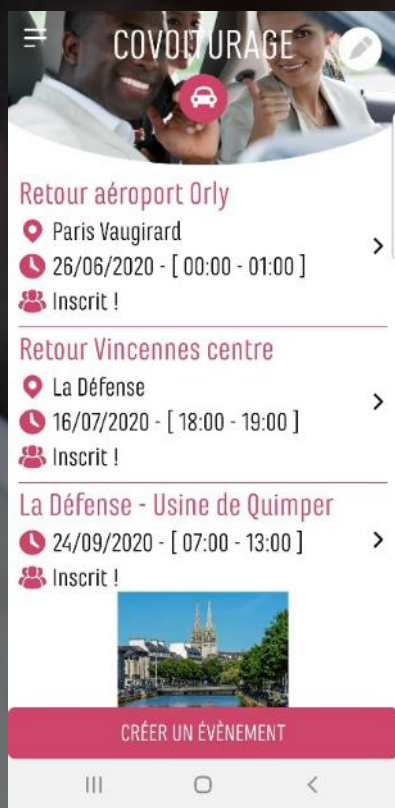 COVOITURAGE
Retour aéroport Orly
Paris Vaugirard
26/06/2020 - [ 00:00 - 01:00 ]
Inscrit !
Retour Vincennes centre
La Défense
16/07/2020 - [ 18:00 - 19:00 ]
Inscrit !
La Défense - Usine de Quimper
24/09/2020 - [ 07:00 - 13:00 ]
Inscrit !
CRÉER UN ÉVÈNEMENT